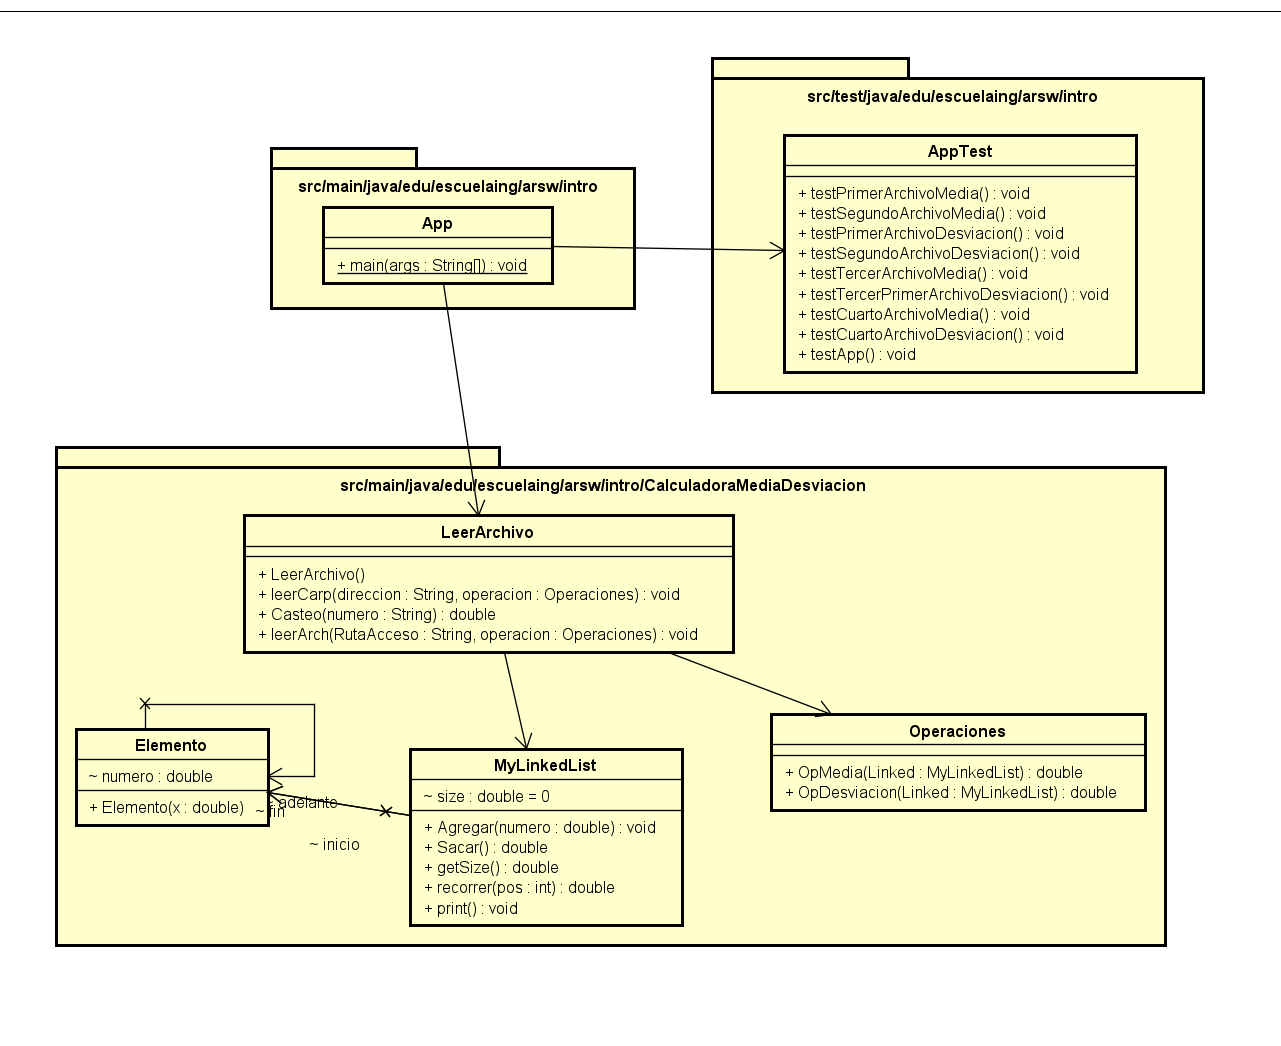 src/test/java/edu/escuelaing/arsw/intro
AppTest
+ testPrimerArchivoMedia() : void
+ testSegundoArchivoMedia() : void
+ testPrimerArchivoDesviacion() : void
+ testSegundoArchivoDesviacion() : void
+ testTercerArchivoMedia() : void
+ testTercerPrimerArchivoDesviacion() : void
+ testCuartoArchivoMedia() : void
+ testCuartoArchivoDesviacion() : void
+ testApp() : void
src/main/java/edu/escuelaing/arsw/intro
App
+ main(args : String[]) : void
src/main/java/edu/escuelaing/arsw/intro/CalculadoraMediaDesviacion
LeerArchivo
+ LeerArchivo()
+ leerCarp(direccion : String, operacion : Operaciones) : void
+ Casteo(numero : String) : double
+ leerArch(RutaAcceso : String, operacion : Operaciones) : void
Elemento
~ numero : double
+ Elemento(x : double)
~ adelante
~ fin
~ inicio
MyLinkedList
~ size : double = 0
+ Agregar(numero : double) : void
+ Sacar() : double
+ getSize() : double
+ recorrer(pos : int) : double
+ print() : void
Operaciones
+ OpMedia(Linked : MyLinkedList) : double
+ OpDesviacion(Linked : MyLinkedList) : double